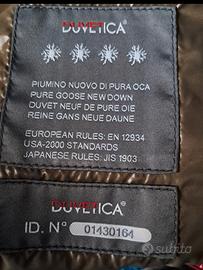 DUVETICA
PIUMINO NUOVO DI PURA OCA
PURE GOOSE NEW DOWN
DUVET NEUF DE PURE OIE
REINE GANS NEUE DAUNE
EUROPEAN RULES: EN 12934
USA-2000 STANDARDS
JAPANESE RULES: JIS 1903
DUVETICA
ID. N° 01430164
subito